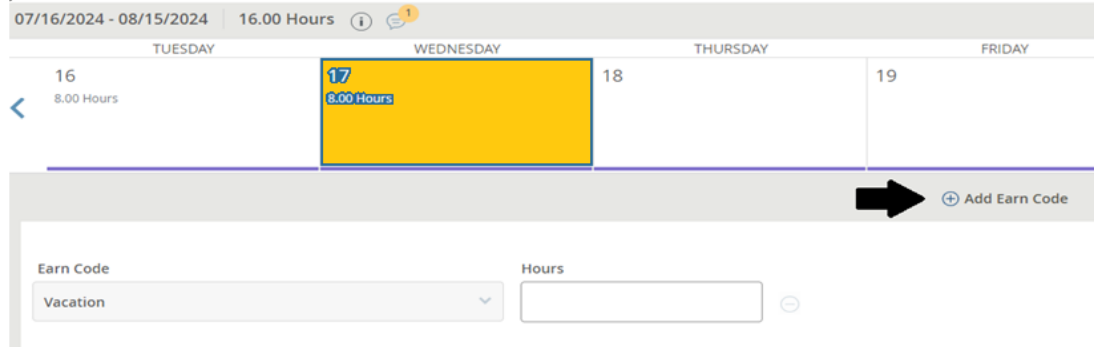 07/16/2024 - 08/15/2024 16.00 Hours 1
TUESDAY WEDNESDAY THURSDAY FRIDAY
16 17 18 19
8.00 Hours 8.00 Hours
Add Earn Code
Earn Code Hours
Vacation